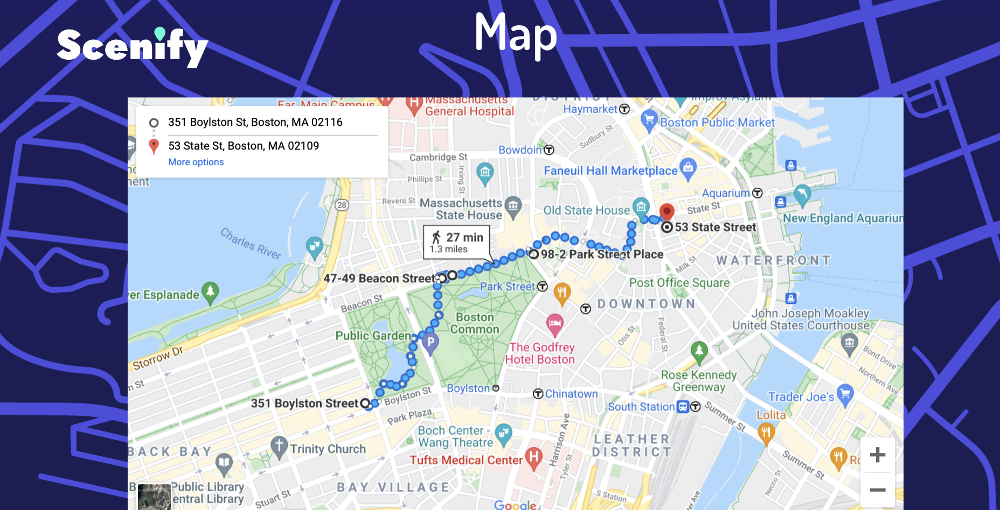 Scenify
Map
351 Boylston St, Boston, MA 02116
53 State St, Boston, MA 02109
More options
Massachusetts
General Hospital
Haymarket
Boston Public Market
Sudbury St
Bowdoin
Cambridge St
Irving St
Phillips St
Faneuil Hall Marketplace
Aquarium
Revere St
28
Massachusetts
State House
Old State House
State St
New England Aquarium
53 State Street
Charles River
27 min
1.3 miles
98-2 Park Street Place
WATERFRONT
Milk St
47-49 Beacon Street
Park Street
Post Office Square
er Esplanade
Beacon St
DOWNTOWN
John Joseph Moakley
United States Courthouse
Boston
Common
Public Garden
P
Otis St
Federal St
The Godfrey
Hotel Boston
Storrow Dr
Bond Drive
Northern Ave
Rose Kennedy
Greenway
n St
Boylston
Chinatown
Boylston St
351 Boylston Street
Trader Joe's
South Station
Summer St
Park Plaza
Lolita
Boch Center -
Wang Theatre
Harrison Ave
LEATHER
DISTRICT
BACK BAY
Trinity Church
Tufts Medical Center
Tyler St
Summer St
Necco St
Public Library
entral Library
BAY VILLAGE
Stuart St
S Station
Google